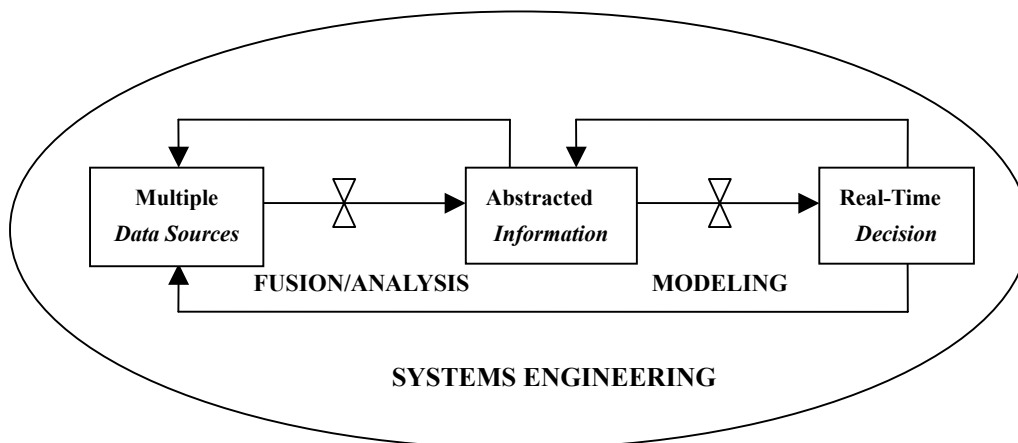 Multiple
Data Sources
Abstracted
Information
Real-Time
Decision
FUSION/ANALYSIS
MODELING
SYSTEMS ENGINEERING